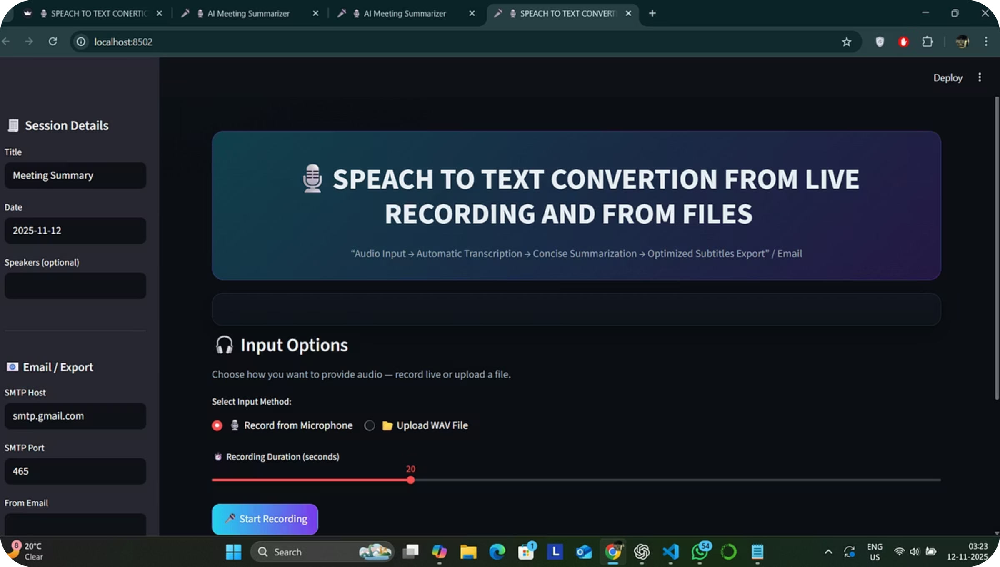 SPEACH TO TEXT CONERTIC
AI Meeting Summarizer
AI Meeting Summarizer
SPEACH TO TEXT CONVERT
localhost:8502
Deploy
Session Details
Title
Meeting Summary
Date
2025-11-12
Speakers (optional)
Email / Export
SMTP Host
smtp.gmail.com
SMTP Port
465
From Email
SPEACH TO TEXT CONVERTION FROM LIVE
RECORDING AND FROM FILES
“Audio Input → Automatic Transcription → Concise Summarization → Optimized Subtitles Export” / Email
Input Options
Choose how you want to provide audio — record live or upload a file.
Select Input Method:
Record from Microphone
Upload WAV File
Recording Duration (seconds)
20
Start Recording
8
20°C
Clear
Search
1
L
54
ENG
US
03:23
12-11-2025